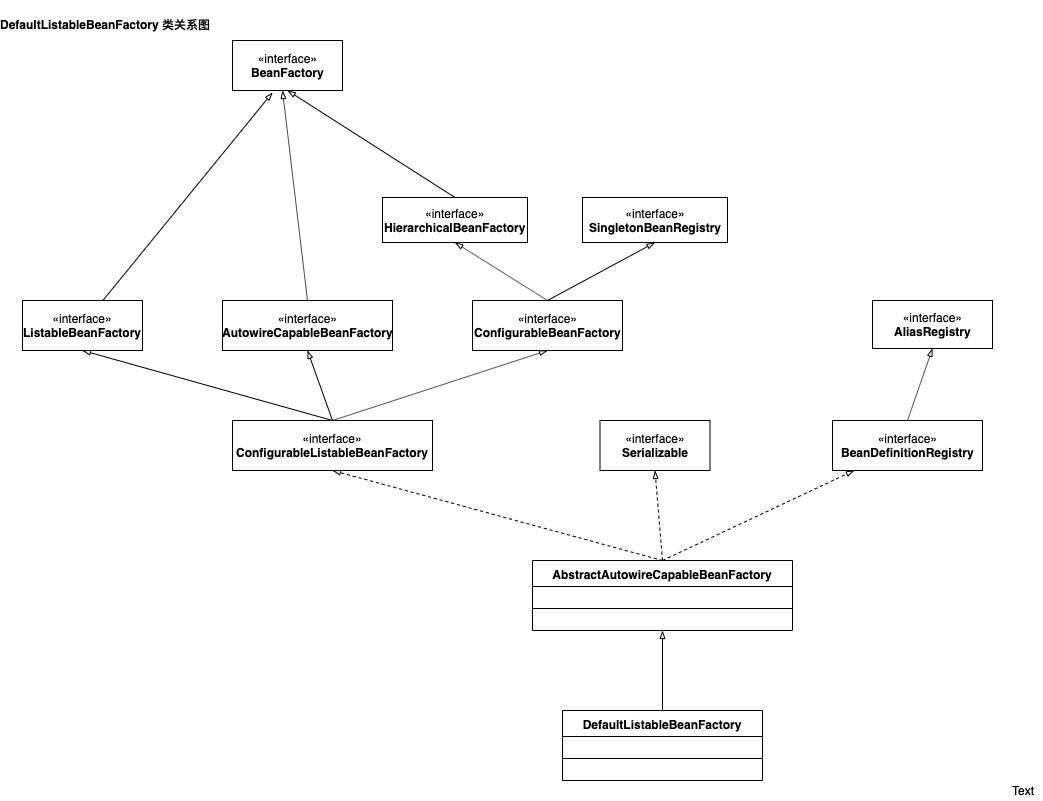 DefaultListableBeanFactory 类关系图
«interface»
BeanFactory
«interface»
HierarchicalBeanFactory
«interface»
SingletonBeanRegistry
«interface»
ListableBeanFactory
«interface»
AutowireCapableBeanFactory
«interface»
ConfigurableBeanFactory
«interface»
AliasRegistry
«interface»
ConfigurableListableBeanFactory
«interface»
Serializable
«interface»
BeanDefinitionRegistry
AbstractAutowireCapableBeanFactory
DefaultListableBeanFactory
Text